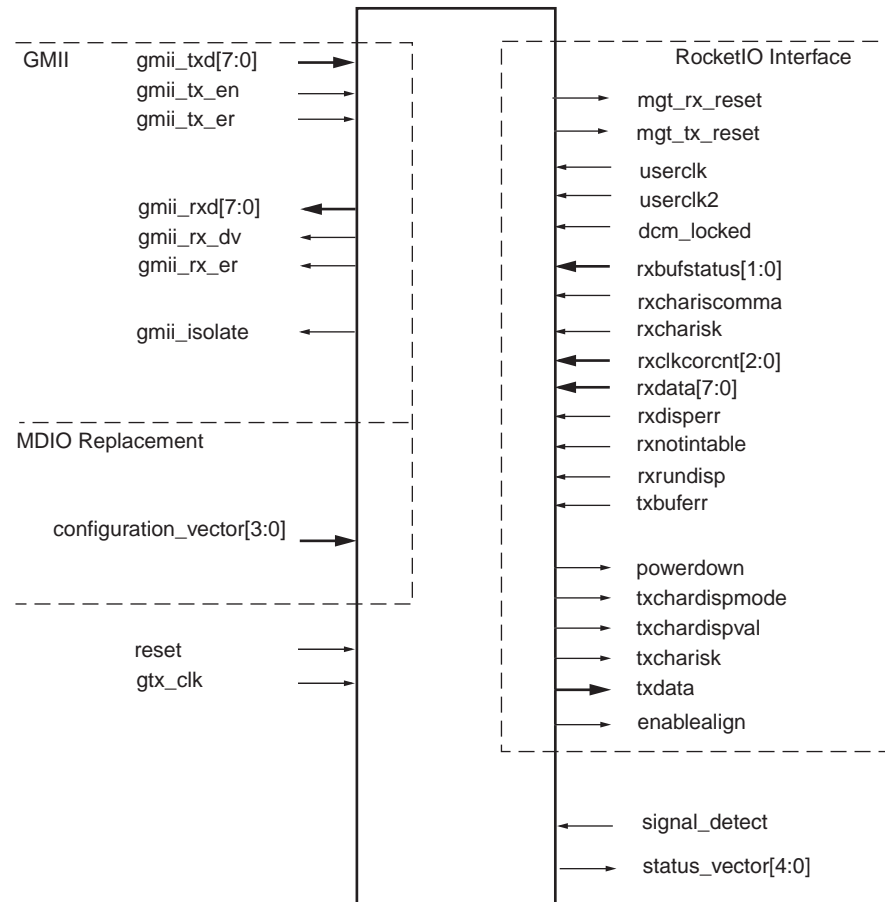 GMII
gmii_txd[7:0]
gmii_tx_en
gmii_tx_er
gmii_rxd[7:0]
gmii_rx_dv
gmii_rx_er
gmii_isolate
MDIO Replacement
configuration_vector[3:0]
reset
gtx_clk
RocketIO Interface
mgt_rx_reset
mgt_tx_reset
userclk
userclk2
dcm_locked
rxbufstatus[1:0]
rxchariscomma
rxcharisk
rxclkcorcnt[2:0]
rxdata[7:0]
rxdisperr
rxnotintable
rxrundisp
txbuferr
powerdown
txchardispmode
txchardispval
txcharisk
txdata
enablealign
signal_detect
status_vector[4:0]